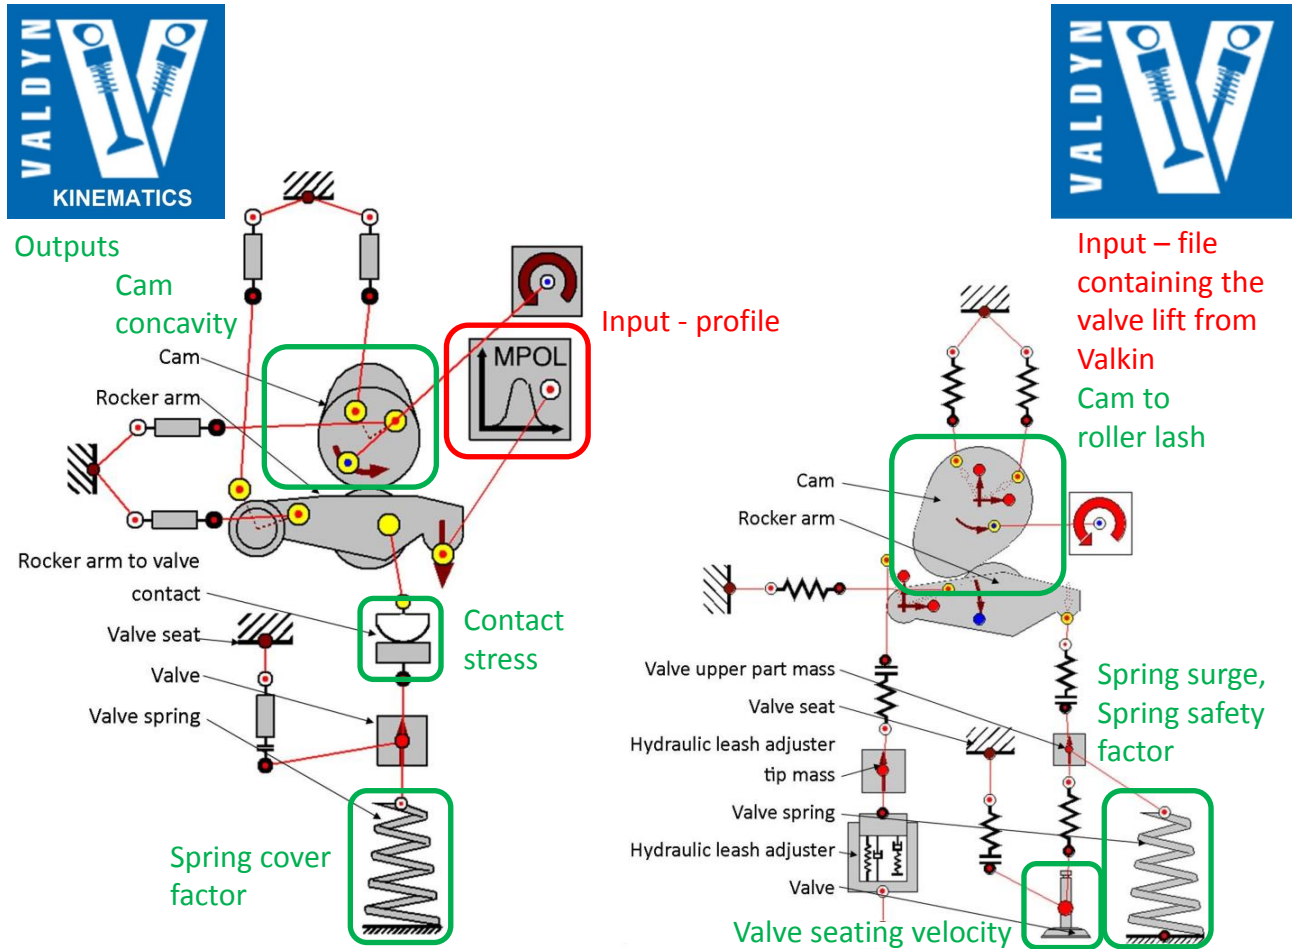 VALDYN
KINEMATICS
Outputs
Cam
concavity
Cam
Rocker arm
Input - profile
MPOL
Rocker arm to valve
contact
Contact
stress
Valve seat
Valve
Valve spring
Spring cover
factor
VALDYN
Input – file
containing the
valve lift from
Valkin
Cam to
roller lash
Cam
Rocker arm
Valve upper part mass
Valve seat
Hydraulic leash adjuster
tip mass
Valve spring
Hydraulic leash adjuster
Valve
Spring surge,
Spring safety
factor
Valve seating velocity